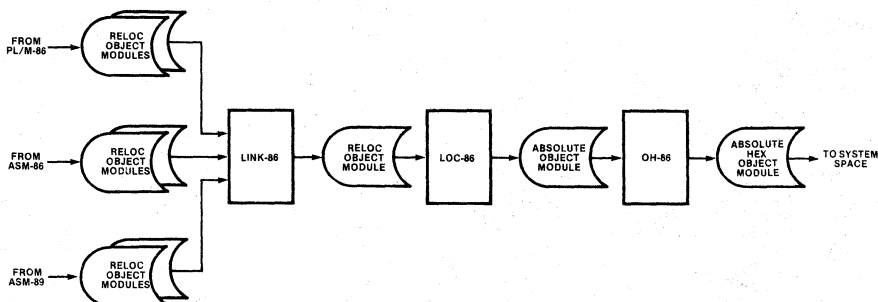 FROM
PL/M-86
RELOC
OBJECT
MODULES
FROM
ASM-86
RELOC
OBJECT
MODULES
FROM
ASM-89
RELOC
OBJECT
MODULES
LINK-86
RELOC
OBJECT
MODULE
LOC-86
ABSOLUTE
OBJECT
MODULE
OH-86
ABSOLUTE
HEX
OBJECT
MODULE
TO SYSTEM
SPACE